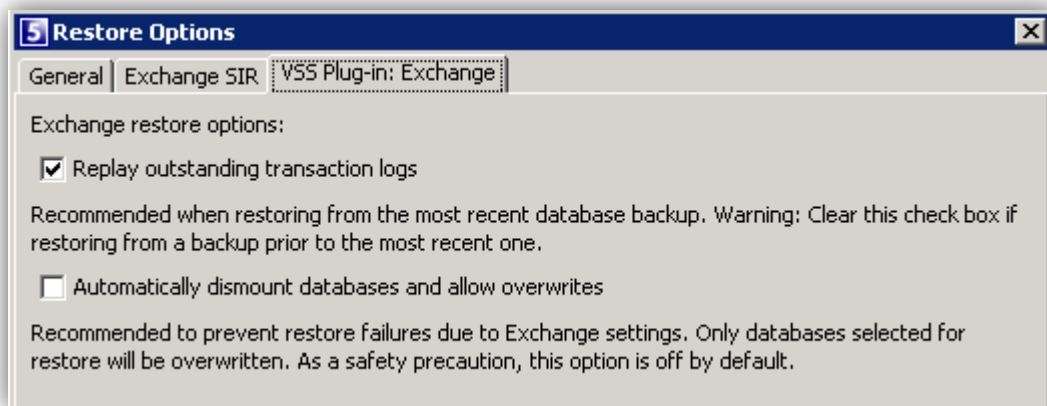 5 Restore Options
General Exchange SIR VSS Plug-in: Exchange
Exchange restore options:
Replay outstanding transaction logs
Recommended when restoring from the most recent database backup. Warning: Clear this check box if
restoring from a backup prior to the most recent one.
Automatically dismount databases and allow overwrites
Recommended to prevent restore failures due to Exchange settings. Only databases selected for
restore will be overwritten. As a safety precaution, this option is off by default.